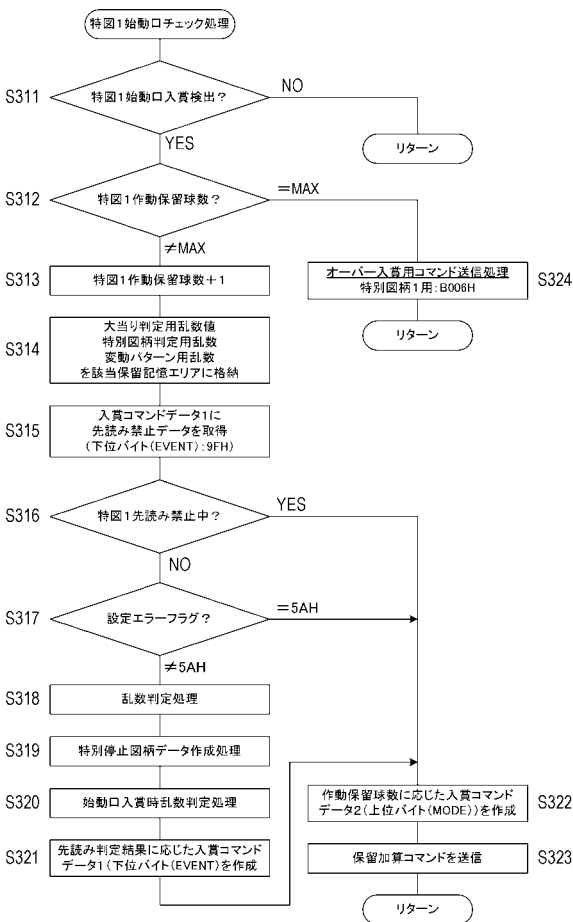 特図1始動口チェック処理
S311
特図1始動口入賞検出?
NO
リターン
YES
S312
特図1作動保留球数?
=MAX
≠MAX
オーバー入賞用コマンド送信処理
特別図柄1用:B006H
S324
リターン
S313
特図1作動保留球数+1
S314
大当り判定用乱数値
特別図柄判定用乱数
変動パターン用乱数
を該当保留記憶エリアに格納
S315
入賞コマンドデータ1に
先読み禁止データを取得
(下位バイト(EVENT):9FH)
S316
特図1先読み禁止中?
YES
NO
S317
設定エラーフラグ?
=5AH
≠5AH
S318
乱数判定処理
S319
特別停止図柄データ作成処理
S320
始動口入賞時乱数判定処理
S321
先読み判定結果に応じた入賞コマンド
データ1(下位バイト(EVENT)を作成
作動保留球数に応じた入賞コマンド
データ2(上位バイト(MODE))を作成
S322
保留加算コマンドを送信
S323
リターン